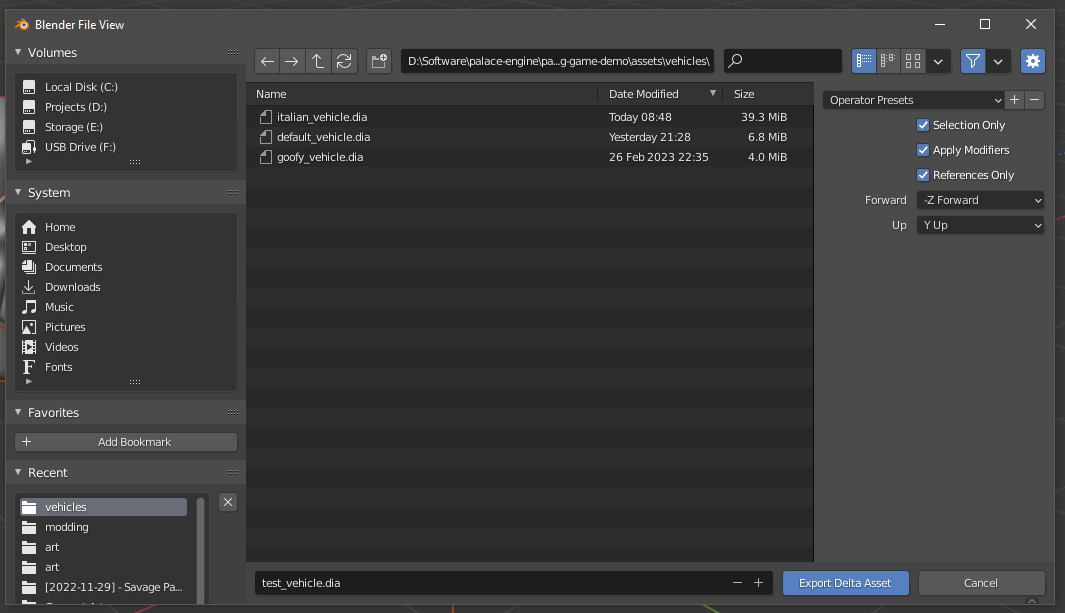 Blender File View
Volumes
Local Disk (C:)
Projects (D:)
Storage (E:)
USB Drive (F:)
System
Home
Desktop
Documents
Downloads
Music
Pictures
Videos
Fonts
Favorites
Add Bookmark
Recent
vehicles
modding
art
art
[2022-11-29] - Savage Pa...
D:\Software\palace-engine\pa...g-game-demo\assets\vehicles\
Name Date Modified Size
italian_vehicle.dia Today 08:48 39.3 MiB
default_vehicle.dia Yesterday 21:28 6.8 MiB
goofy_vehicle.dia 26 Feb 2023 22:35 4.0 MiB
Operator Presets
Selection Only
Apply Modifiers
References Only
Forward -Z Forward
Up Y Up
test_vehicle.dia
Export Delta Asset
Cancel